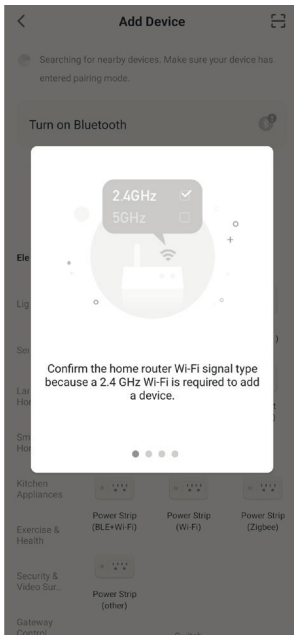 Add Device
Searching for nearby devices. Make sure your device has
entered pairing mode.
Turn on Bluetooth
2.4GHz
5GHz
Confirm the home router Wi-Fi signal type
because a 2.4 GHz Wi-Fi is required to add
a device.
Kitchen
Appliances
Power Strip
(BLE+Wi-Fi)
Power Strip
(Wi-Fi)
Power Strip
(Zigbee)
Exercise &
Health
Security &
Video Sur...
Power Strip
(other)
Gateway
Control